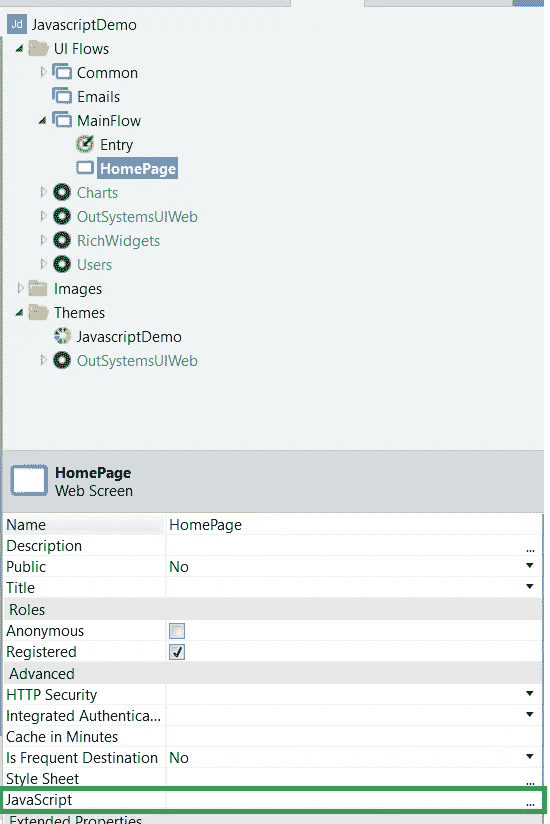 Jd JavascriptDemo
UI Flows
Common
Emails
MainFlow
Entry
HomePage
Charts
OutSystemsUIWeb
RichWidgets
Users
Images
Themes
JavascriptDemo
OutSystemsUIWeb
HomePage
Web Screen
Name HomePage
Description ...
Public No
Title
Roles
Anonymous
Registered
Advanced
HTTP Security
Integrated Authentica...
Cache in Minutes
Is Frequent Destination No
Style Sheet ...
JavaScript ...
Extended Properties